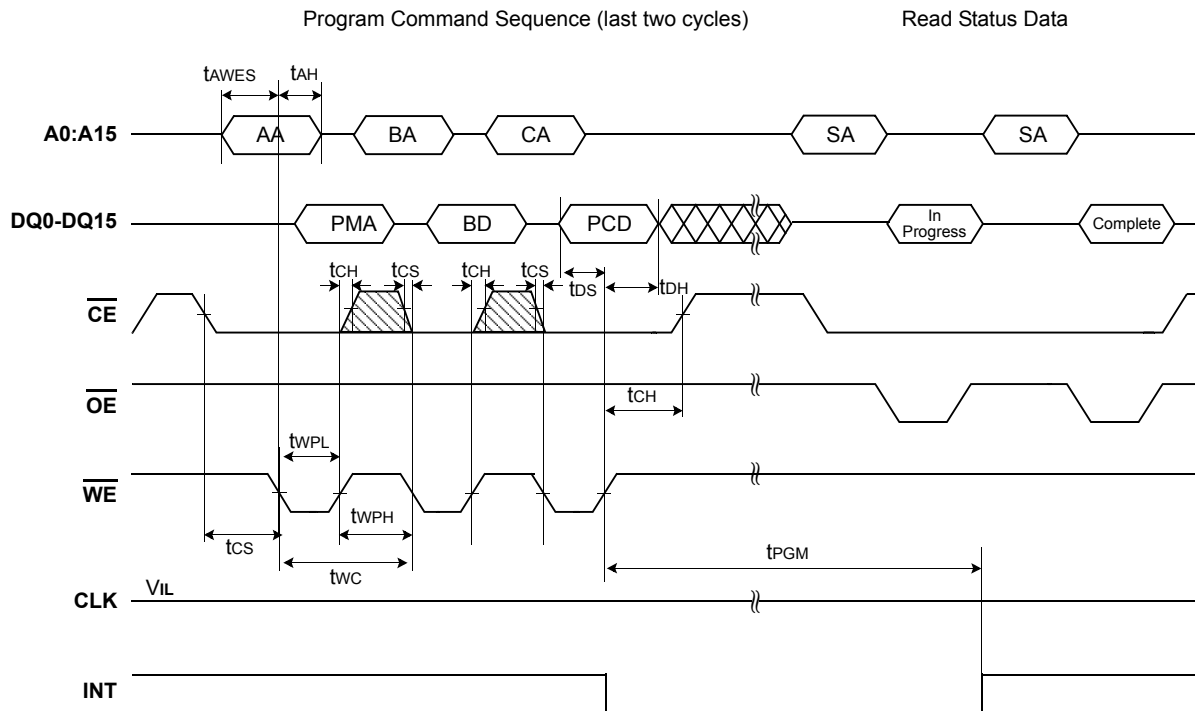 Program Command Sequence (last two cycles) Read Status Data
tAWES tAH
A0:A15 AA BA CA SA SA
DQ0-DQ15 PMA BD PCD In Progress Complete
tCH tCS tCH tCS tDS tDH
CE
OE
tCH
tWPL
WE
tWPH
tCS
tWC
tPGM
VIL
CLK
INT